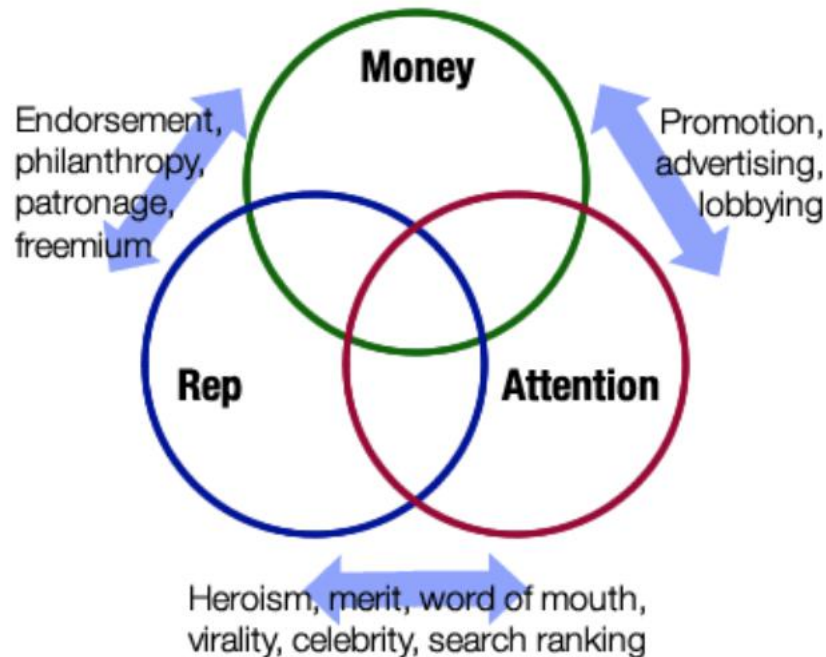 Money
Endorsement,
philanthropy,
patronage,
freemium
Promotion,
advertising,
lobbying
Rep
Attention
Heroism, merit, word of mouth,
virality, celebrity, search ranking